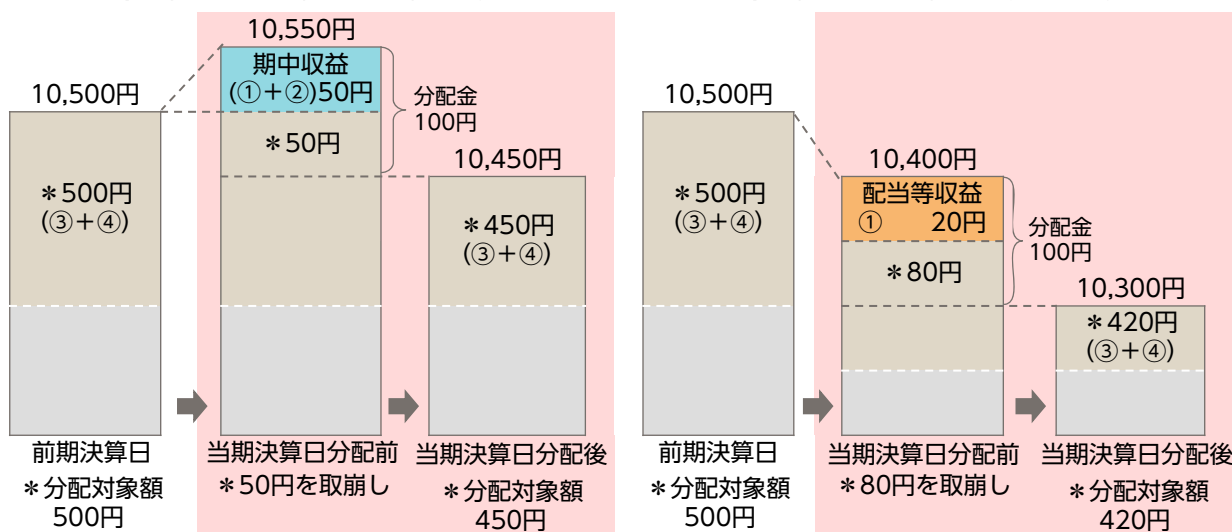 10,500円
＊500円
(③＋④)
前期決算日
＊分配対象額
500円
10,550円
期中収益
(①＋②)50円
＊50円
分配金
100円
当期決算日分配前
＊50円を取崩し
10,450円
＊450円
(③＋④)
当期決算日分配後
＊分配対象額
450円
10,500円
＊500円
(③＋④)
前期決算日
＊分配対象額
500円
10,400円
配当等収益
① 20円
＊80円
分配金
100円
当期決算日分配前
＊80円を取崩し
10,300円
＊420円
(③＋④)
当期決算日分配後
＊分配対象額
420円